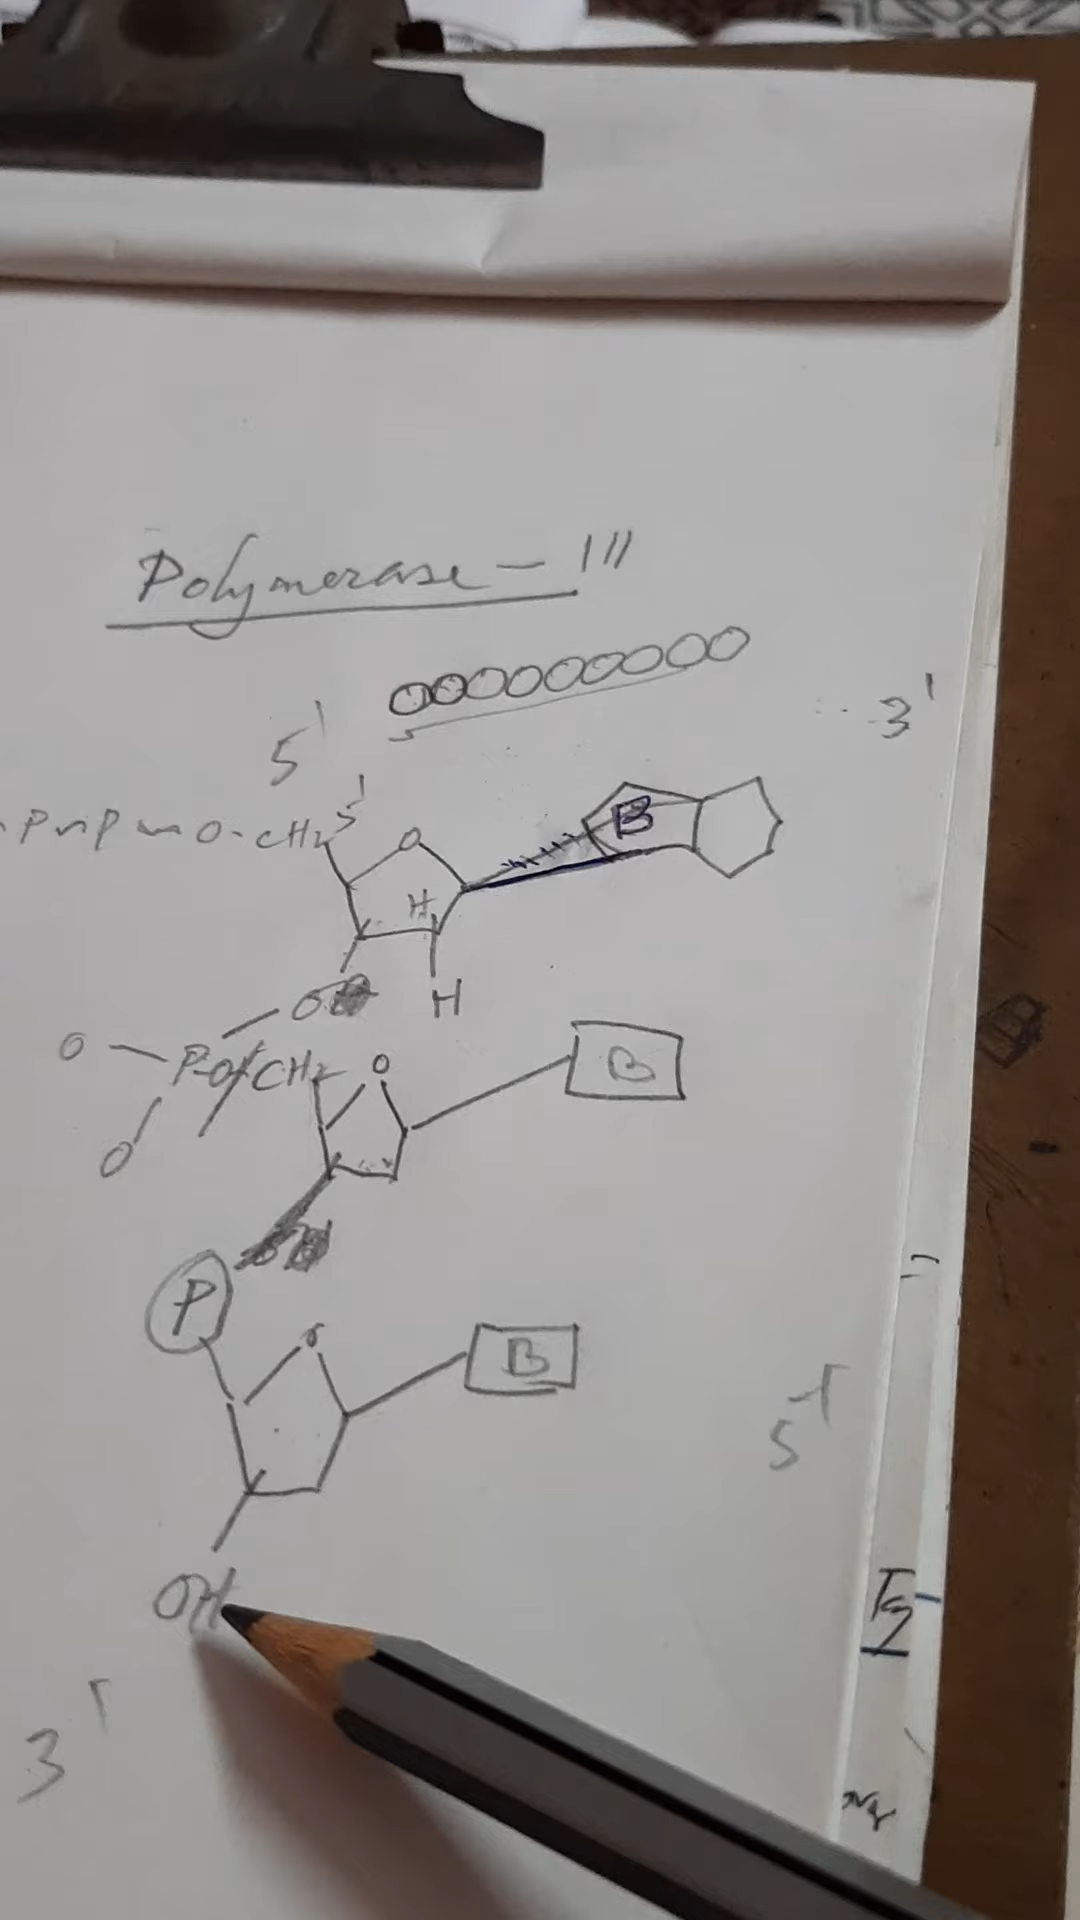 Polymerase - III
5' 3'
P~P~O-CH2 5' O B
H
O H
O P-O CH2 O B
O
P
O B
5'
OH
3'